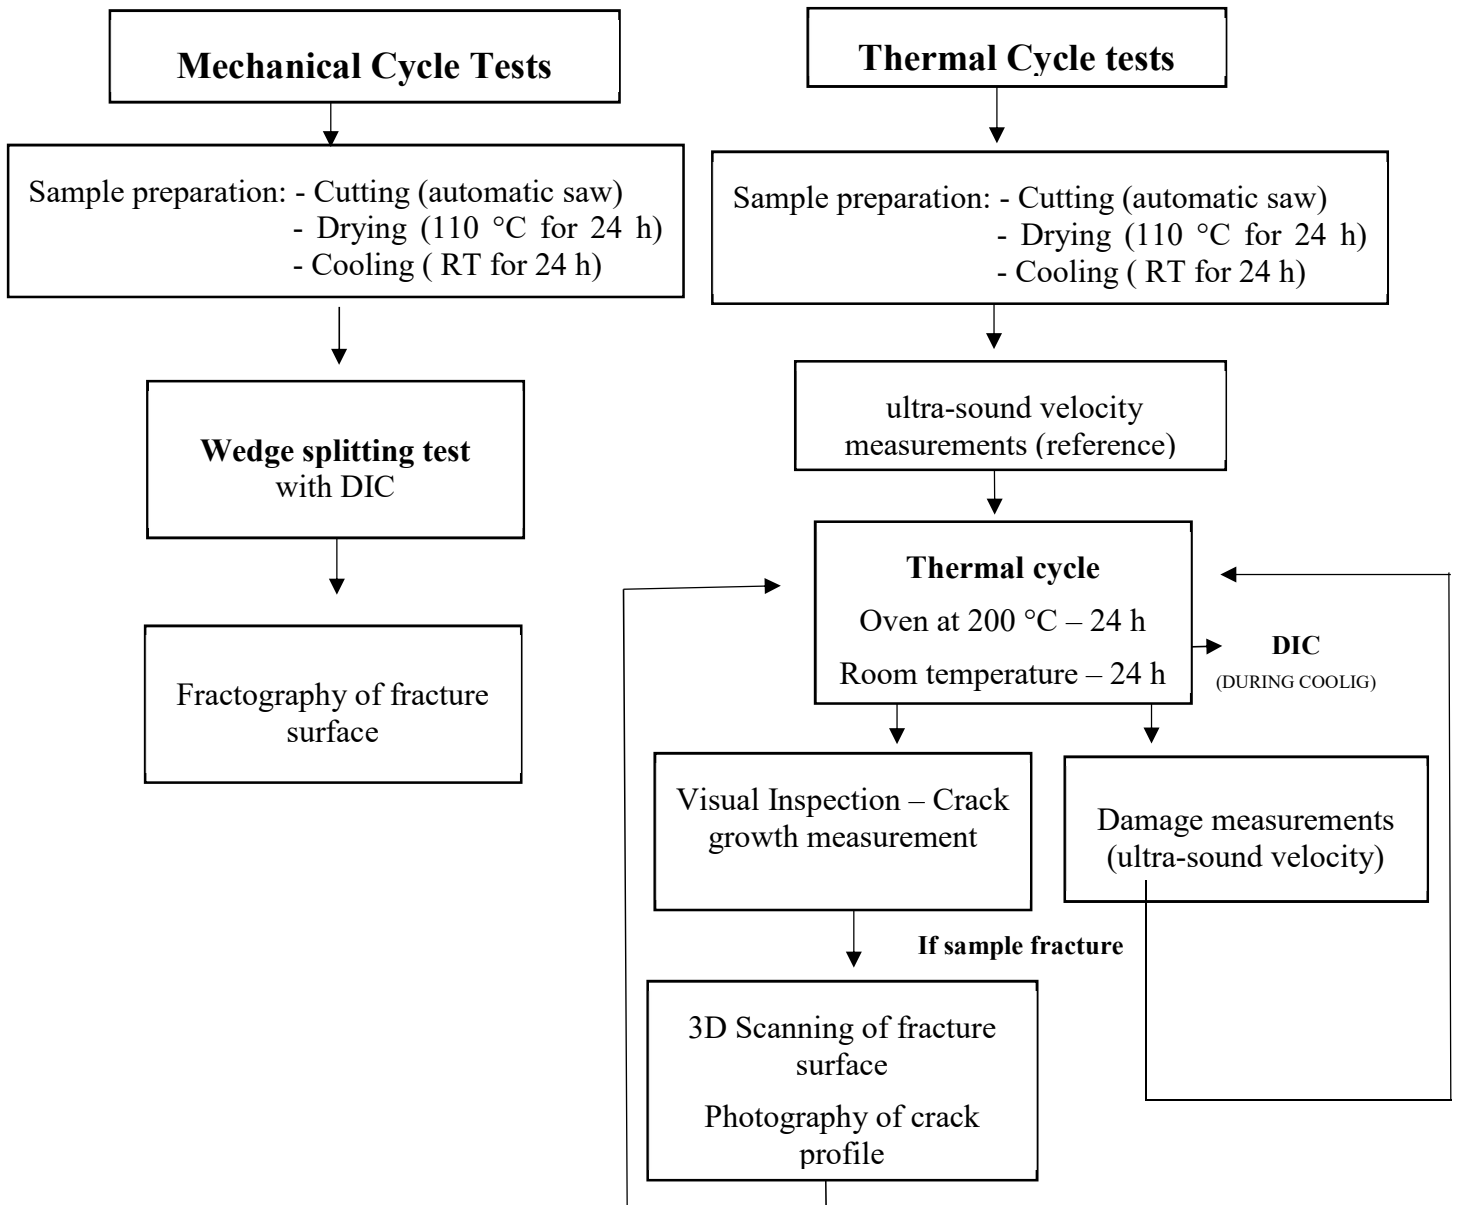 Mechanical Cycle Tests
Sample preparation: - Cutting (automatic saw)
- Drying (110 °C for 24 h)
- Cooling ( RT for 24 h)
Wedge splitting test
with DIC
Fractography of fracture
surface
Thermal Cycle tests
Sample preparation: - Cutting (automatic saw)
- Drying (110 °C for 24 h)
- Cooling ( RT for 24 h)
ultra-sound velocity
measurements (reference)
Thermal cycle
Oven at 200 °C – 24 h
Room temperature – 24 h
DIC
(DURING COOLIG)
Visual Inspection – Crack
growth measurement
Damage measurements
(ultra-sound velocity)
If sample fracture
3D Scanning of fracture
surface
Photography of crack
profile